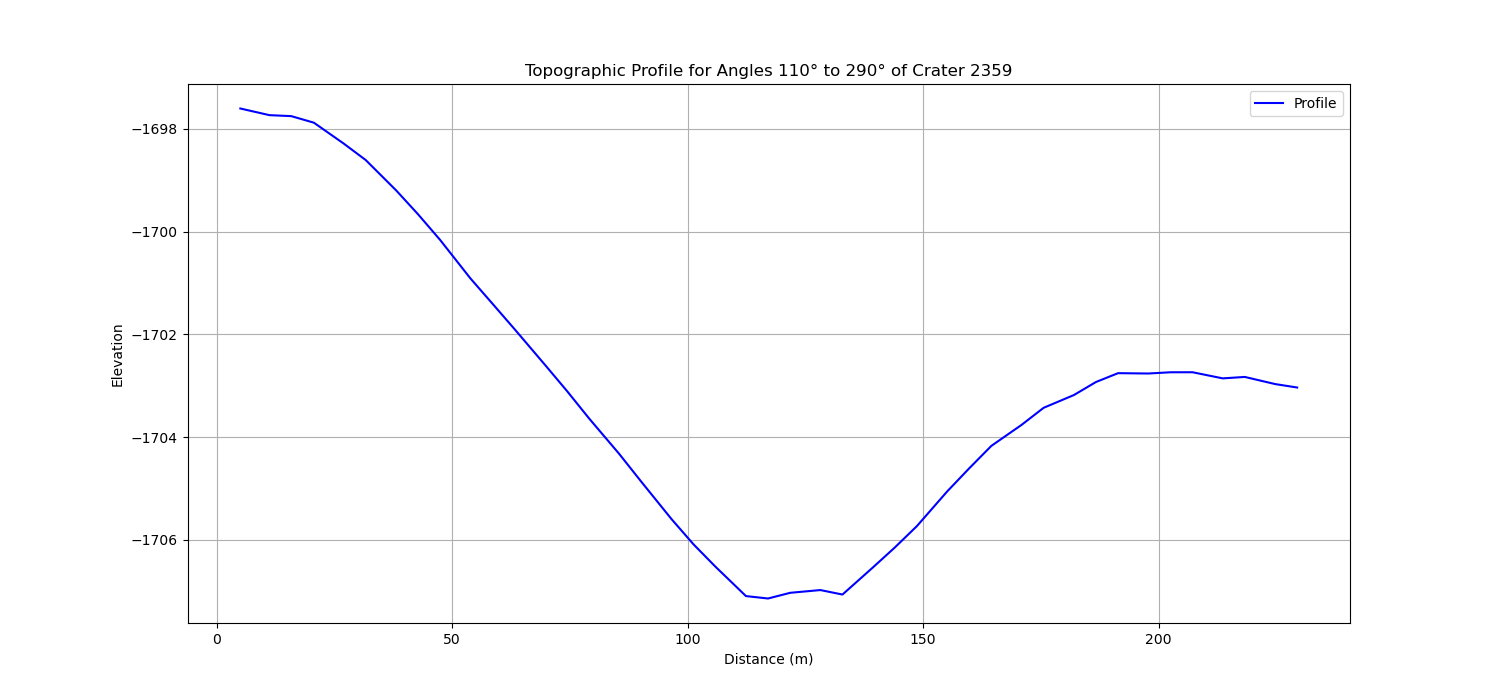 Topographic Profile for Angles 110° to 290° of Crater 2359
Profile
−1698
−1700
−1702
−1704
−1706
Elevation
0
50
100
150
200
Distance (m)